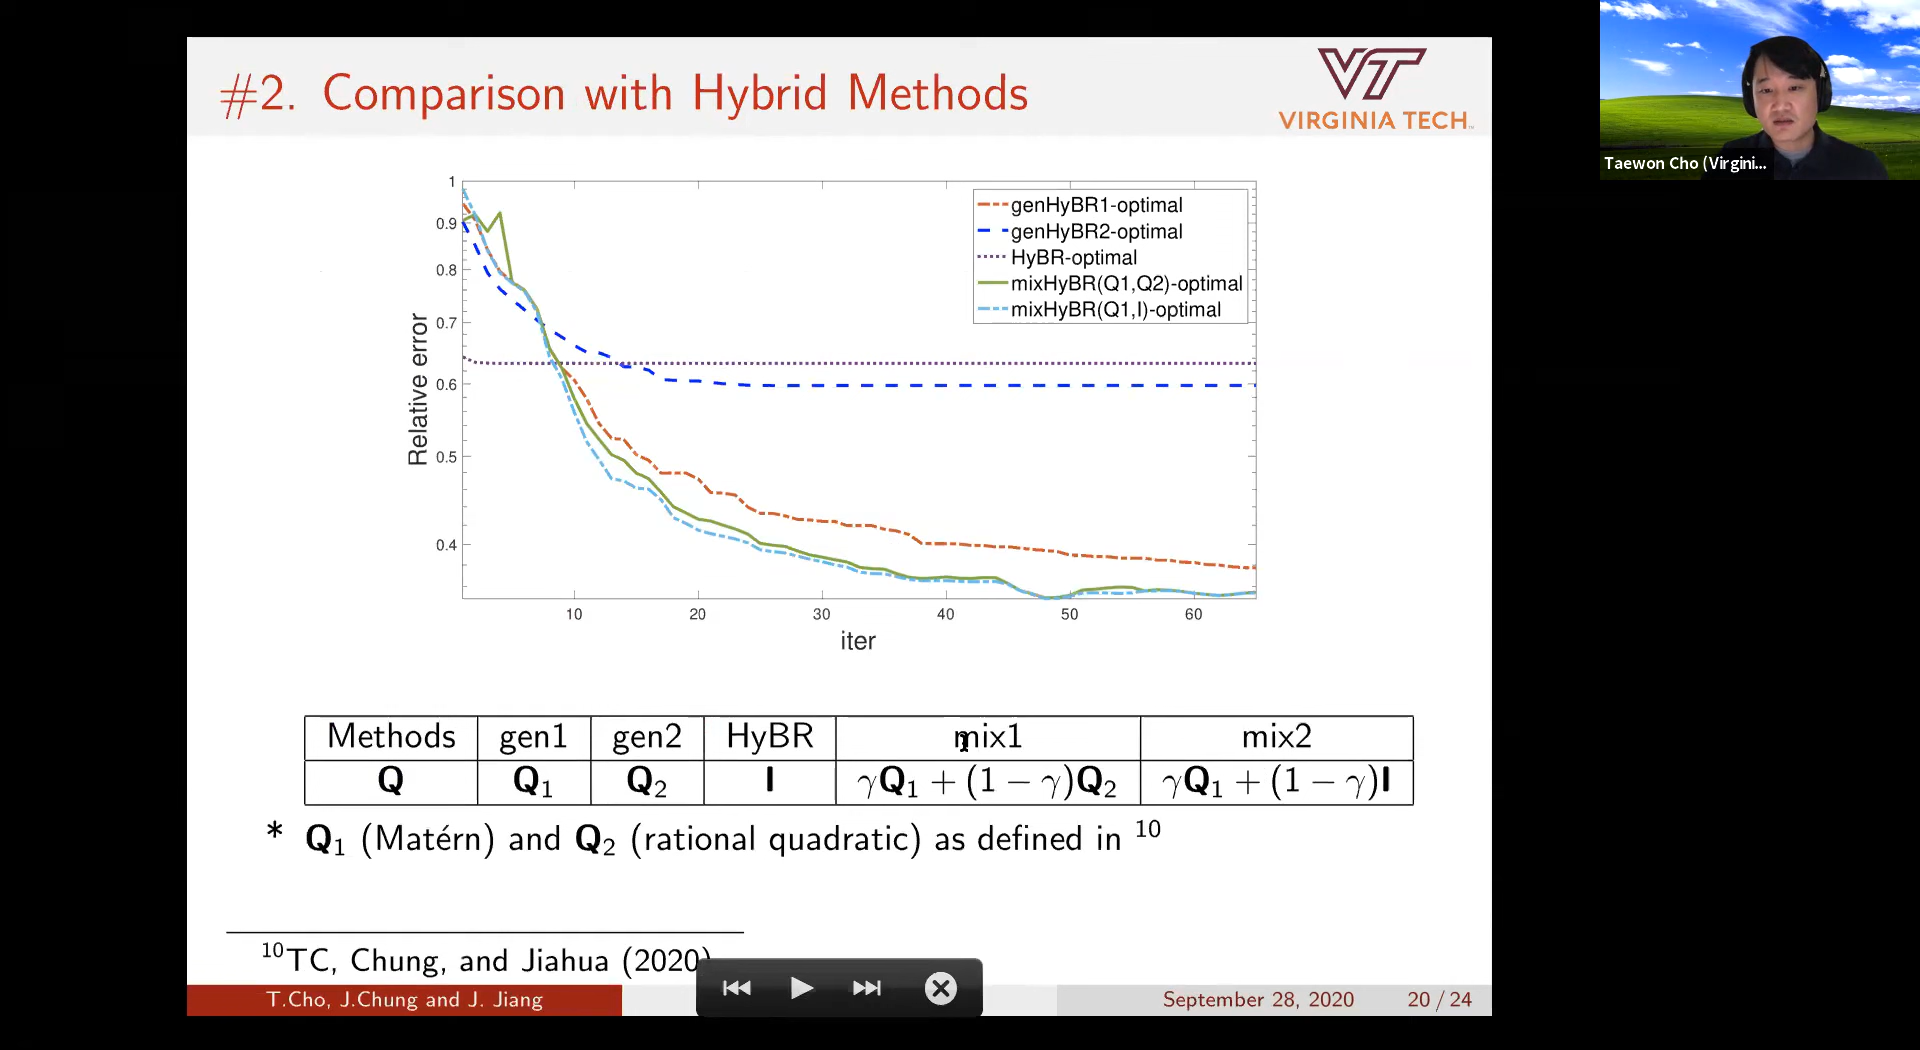 #2. Comparison with Hybrid Methods
VT
VIRGINIA TECH™
Taewon Cho (Virgini...
1
0.9
0.8
0.7
0.6
0.5
0.4
Relative error
genHyBR1-optimal
genHyBR2-optimal
HyBR-optimal
mixHyBR(Q1,Q2)-optimal
mixHyBR(Q1,I)-optimal
10 20 30 40 50 60
iter
Methods gen1 gen2 HyBR mix1 mix2
Q Q₁ Q₂ I γQ₁ + (1 − γ)Q₂ γQ₁ + (1 − γ)I
* Q₁ (Matérn) and Q₂ (rational quadratic) as defined in ¹⁰
¹⁰TC, Chung, and Jiahua (2020)
T.Cho, J.Chung and J. Jiang September 28, 2020 20 / 24